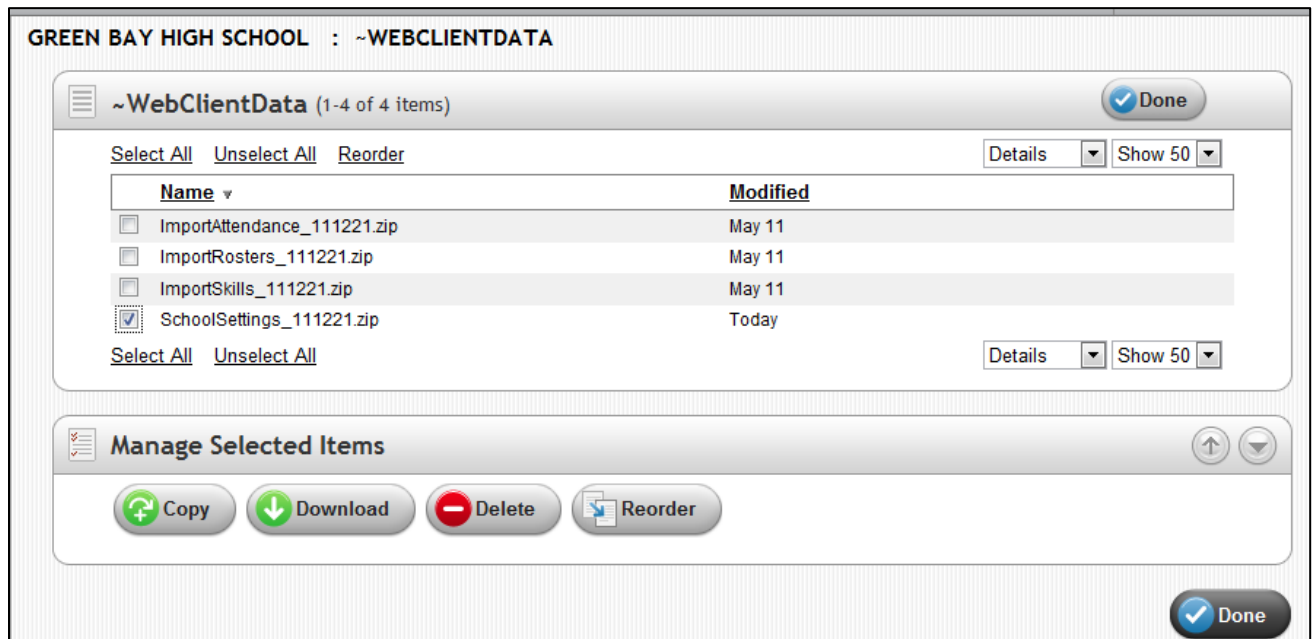 GREEN BAY HIGH SCHOOL : ~WEBCLIENTDATA
~WebClientData (1-4 of 4 items) Done
Select All Unselect All Reorder Details Show 50
Name Modified
ImportAttendance_111221.zip May 11
ImportRosters_111221.zip May 11
ImportSkills_111221.zip May 11
SchoolSettings_111221.zip Today
Select All Unselect All Details Show 50
Manage Selected Items
Copy Download Delete Reorder
Done